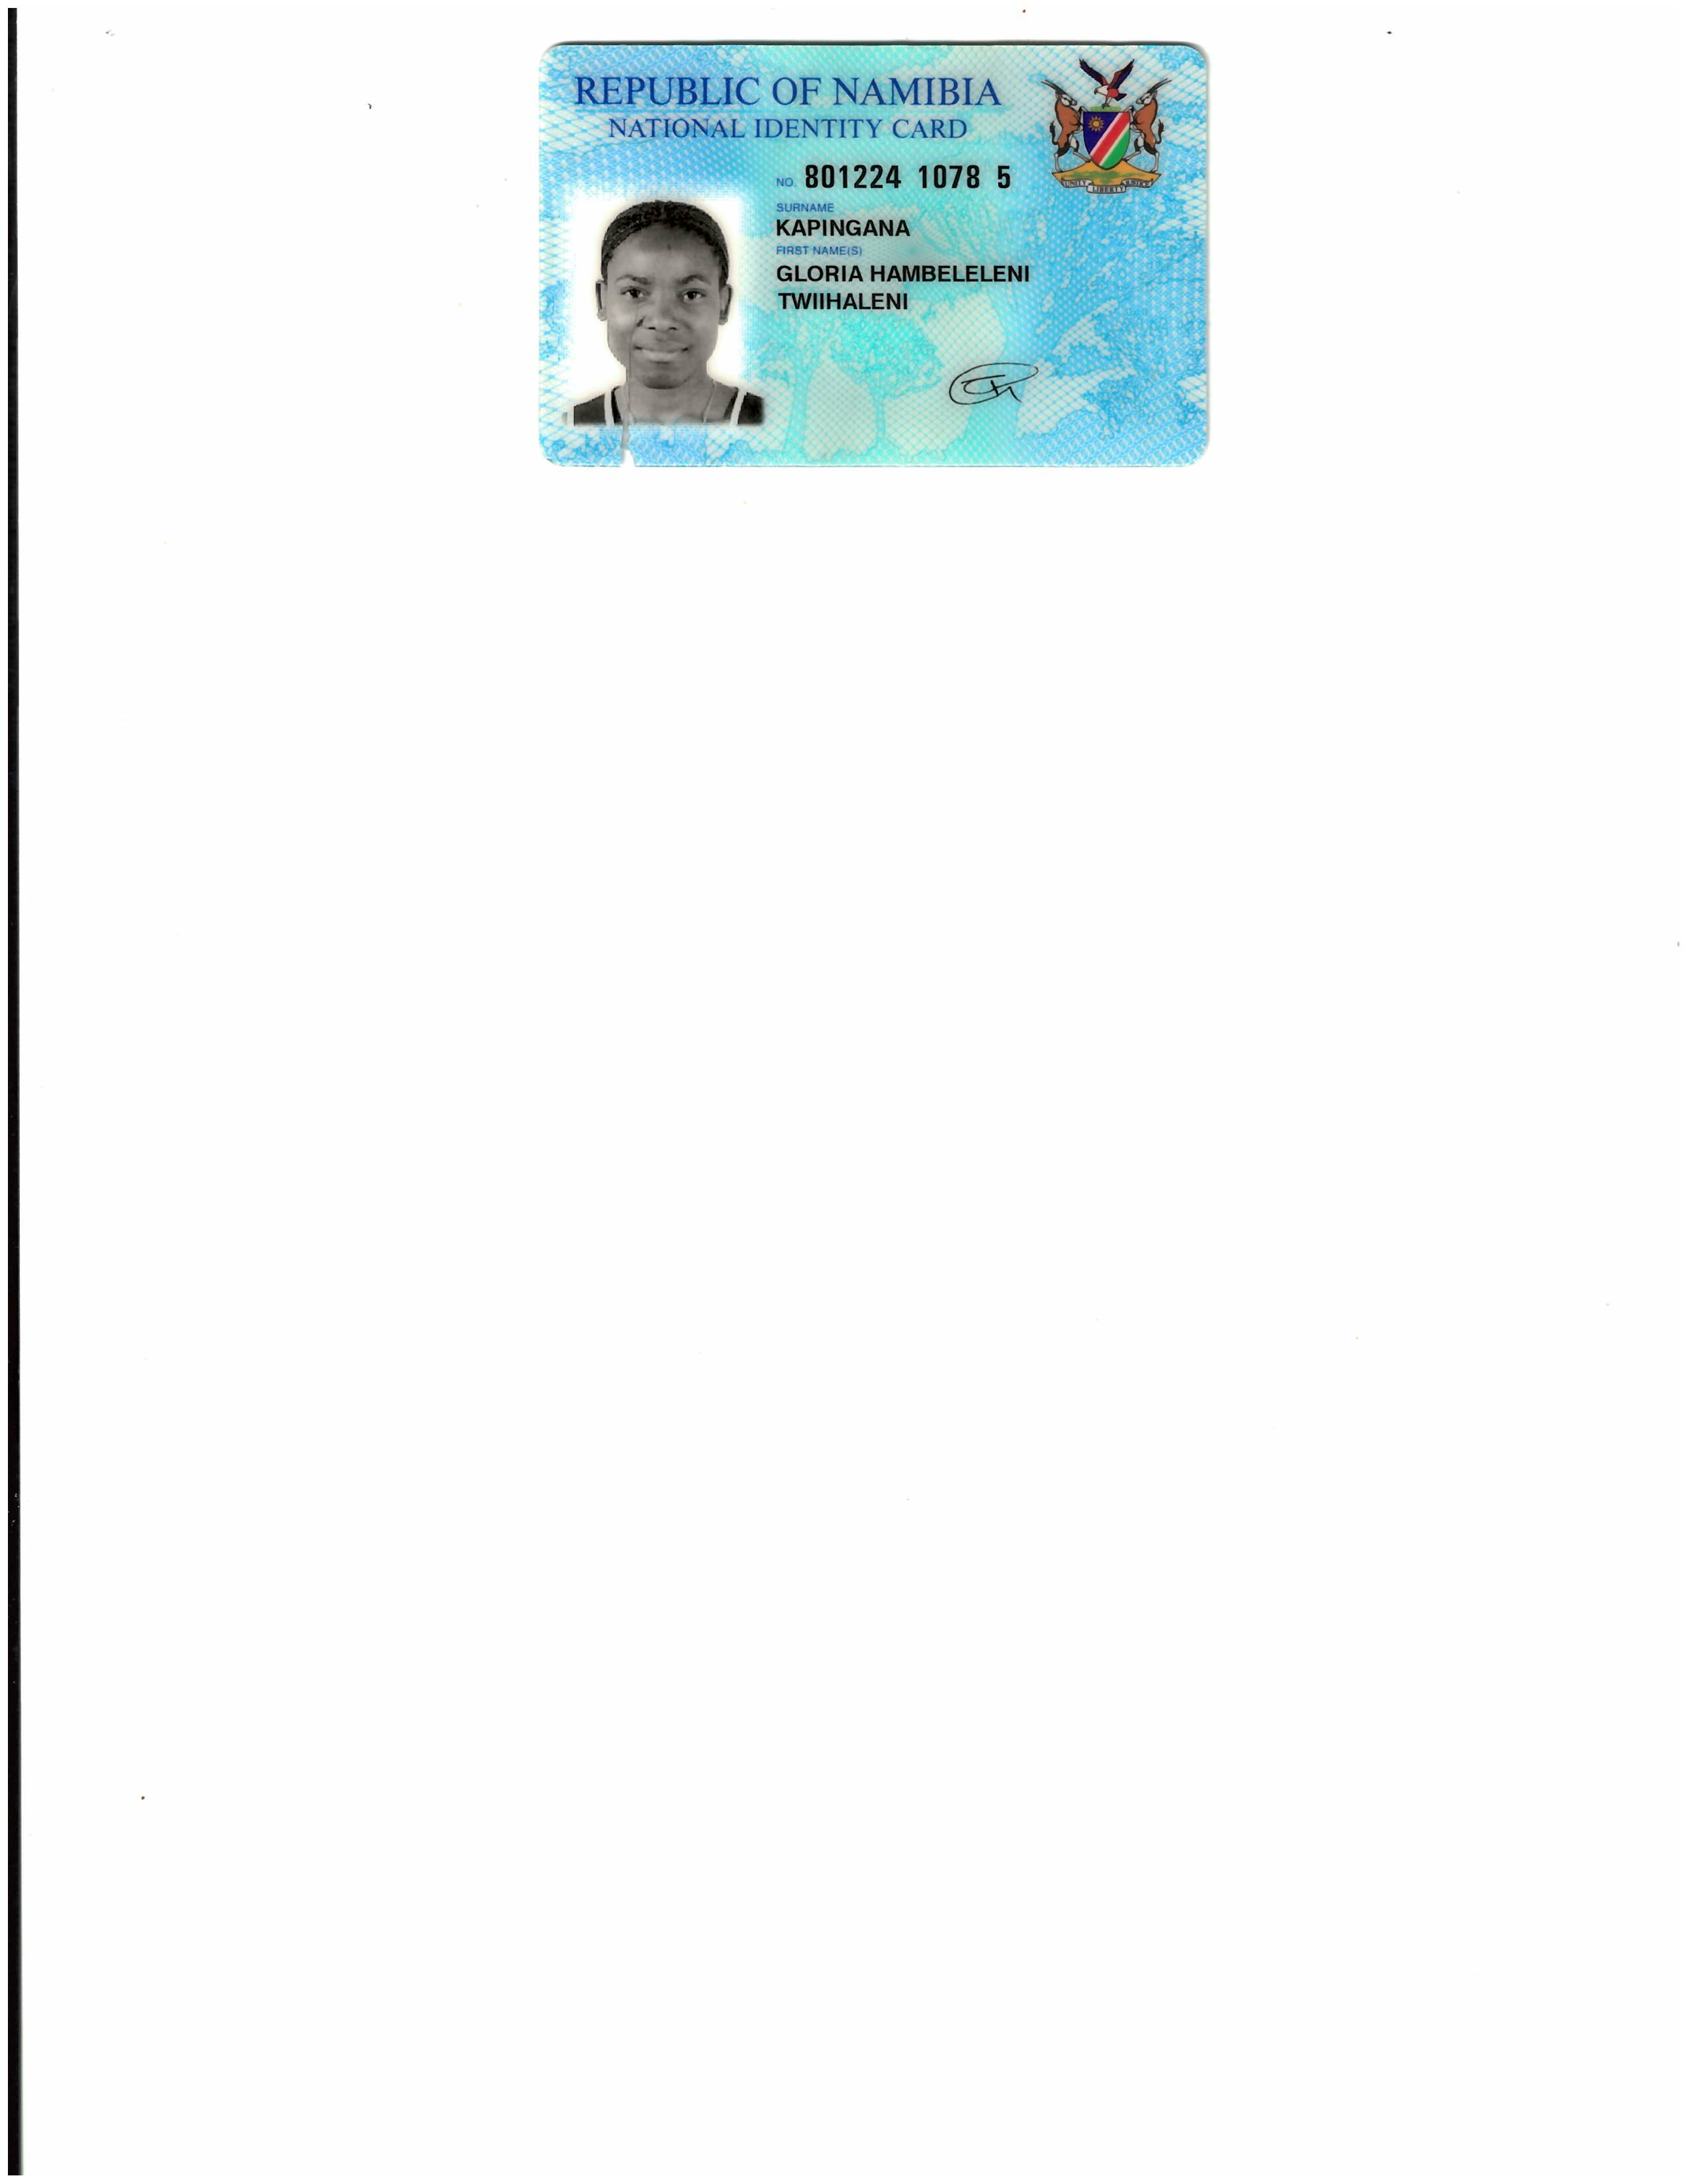 REPUBLIC OF NAMIBIA
NATIONAL IDENTITY CARD
NO. 801224 1078 5
SURNAME
KAPINGANA
FIRST NAME(S)
GLORIA HAMBELELENI
TWIIHALENI
UNITY LIBERTY JUSTICE